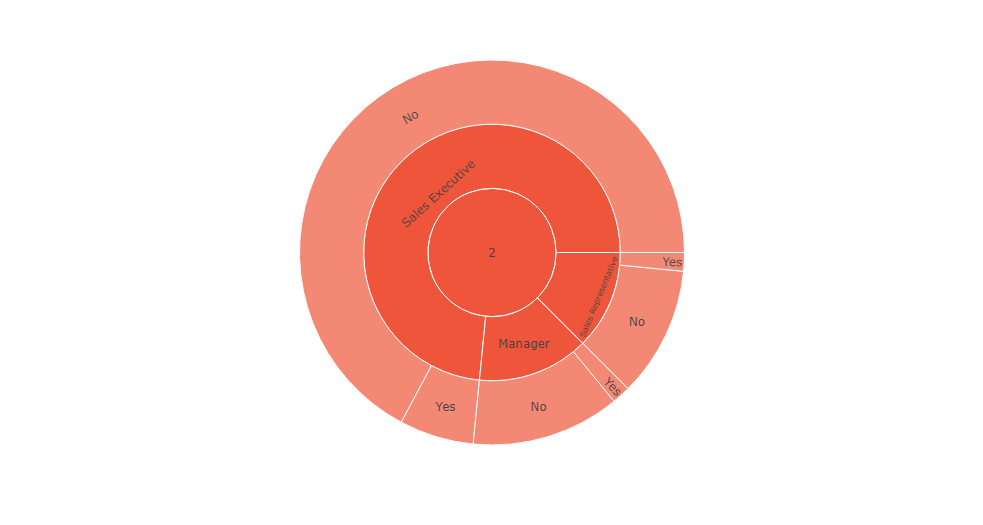 No
Sales Executive
2
Yes
Sales Representative
No
Manager
Yes
Yes
No